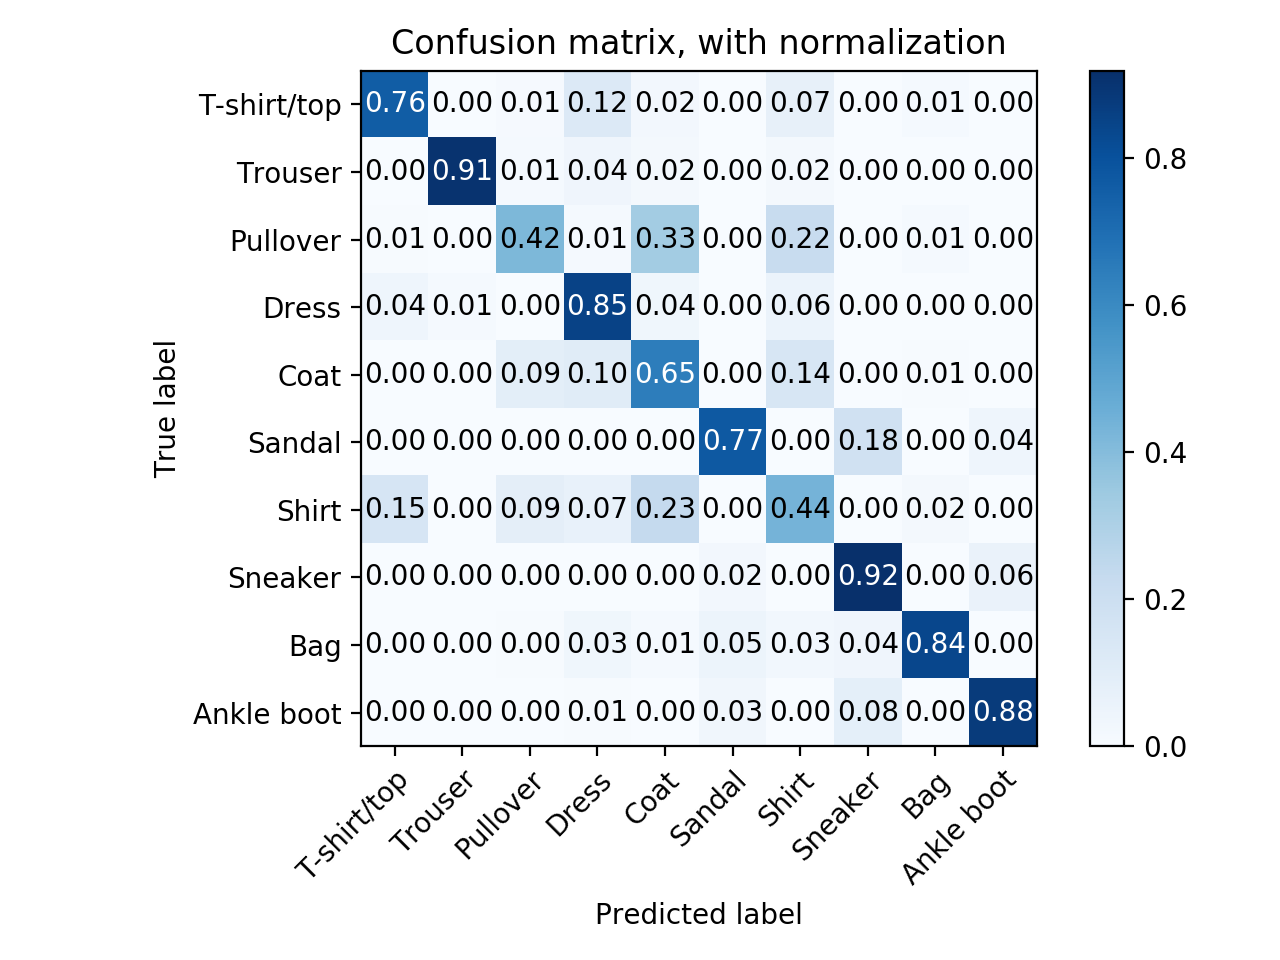 Confusion matrix, with normalization
T-shirt/top 0.76 0.00 0.01 0.12 0.02 0.00 0.07 0.00 0.01 0.00
Trouser 0.00 0.91 0.01 0.04 0.02 0.00 0.02 0.00 0.00 0.00
Pullover 0.01 0.00 0.42 0.01 0.33 0.00 0.22 0.00 0.01 0.00
Dress 0.04 0.01 0.00 0.85 0.04 0.00 0.06 0.00 0.00 0.00
Coat 0.00 0.00 0.09 0.10 0.65 0.00 0.14 0.00 0.01 0.00
Sandal 0.00 0.00 0.00 0.00 0.00 0.77 0.00 0.18 0.00 0.04
Shirt 0.15 0.00 0.09 0.07 0.23 0.00 0.44 0.00 0.02 0.00
Sneaker 0.00 0.00 0.00 0.00 0.00 0.02 0.00 0.92 0.00 0.06
Bag 0.00 0.00 0.00 0.03 0.01 0.05 0.03 0.04 0.84 0.00
Ankle boot 0.00 0.00 0.00 0.01 0.00 0.03 0.00 0.08 0.00 0.88
True label
T-shirt/top Trouser Pullover Dress Coat Sandal Shirt Sneaker Bag Ankle boot
Predicted label
0.8
0.6
0.4
0.2
0.0